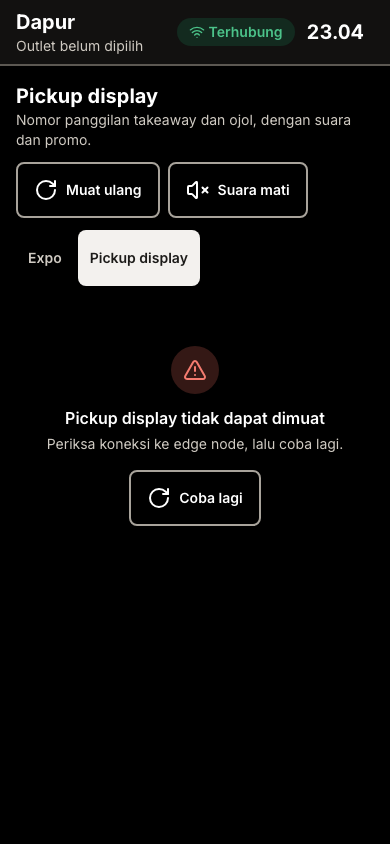 Dapur
Outlet belum dipilih
Terhubung
23.04
Pickup display
Nomor panggilan takeaway dan ojol, dengan suara
dan promo.
Muat ulang
Suara mati
Expo
Pickup display
Pickup display tidak dapat dimuat
Periksa koneksi ke edge node, lalu coba lagi.
Coba lagi